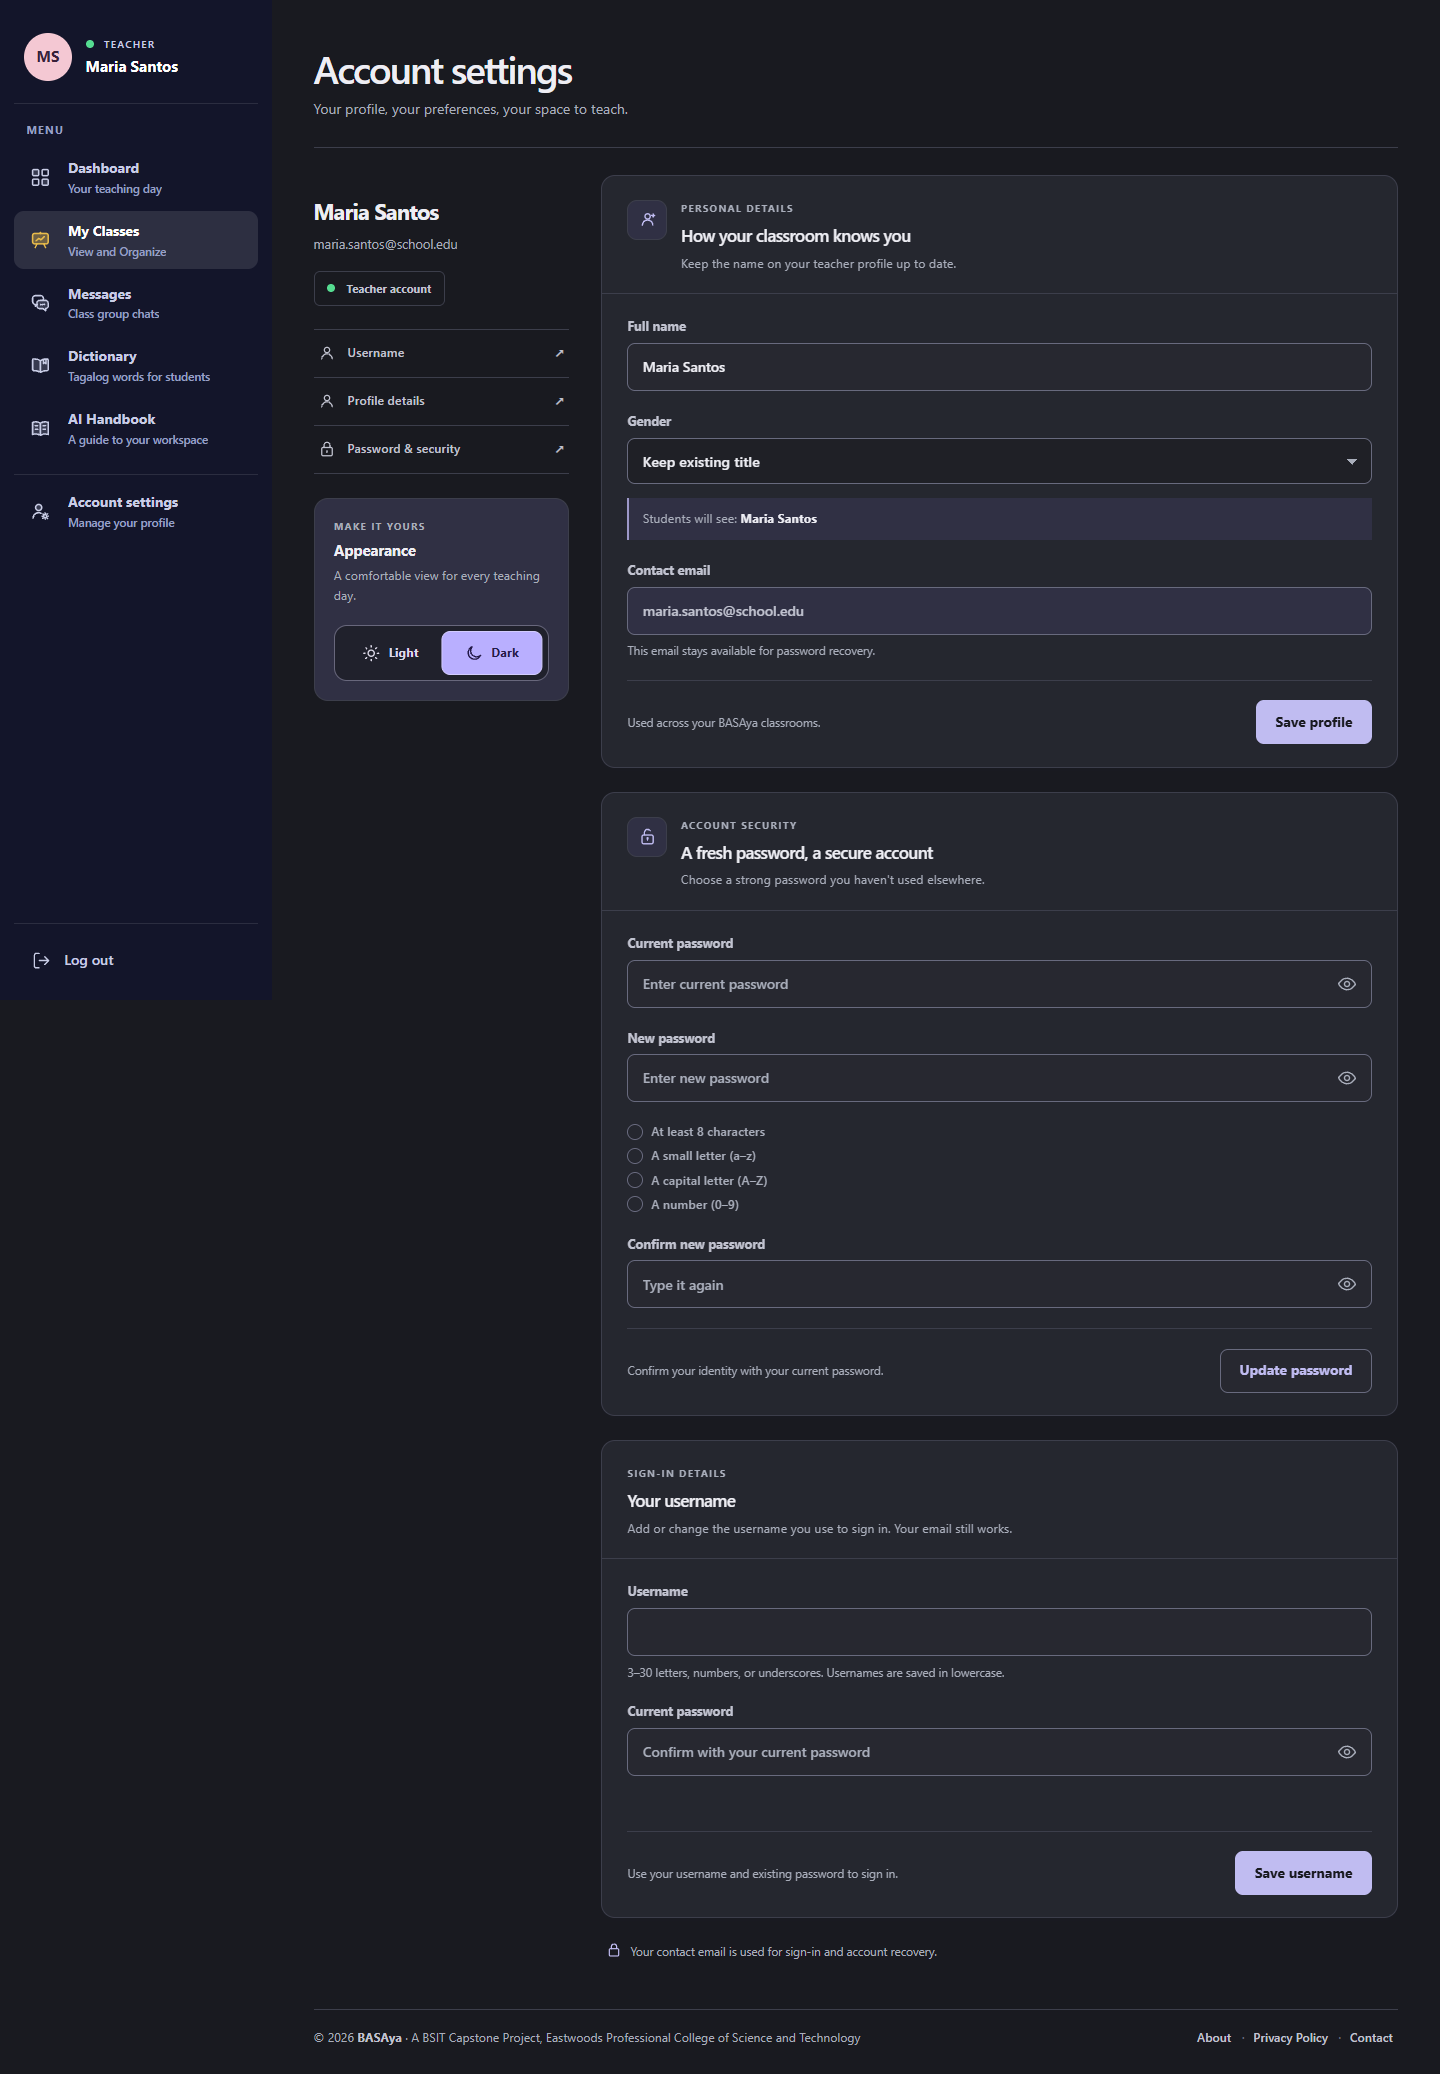 MS
TEACHER
Maria Santos
MENU
Dashboard
Your teaching day
My Classes
View and Organize
Messages
Class group chats
Dictionary
Tagalog words for students
AI Handbook
A guide to your workspace
Account settings
Manage your profile
Log out
Account settings
Your profile, your preferences, your space to teach.
Maria Santos
maria.santos@school.edu
Teacher account
Username
Profile details
Password & security
MAKE IT YOURS
Appearance
A comfortable view for every teaching
day.
Light
Dark
PERSONAL DETAILS
How your classroom knows you
Keep the name on your teacher profile up to date.
Full name
Maria Santos
Gender
Keep existing title
Students will see: Maria Santos
Contact email
maria.santos@school.edu
This email stays available for password recovery.
Used across your BASAya classrooms.
Save profile
ACCOUNT SECURITY
A fresh password, a secure account
Choose a strong password you haven't used elsewhere.
Current password
Enter current password
New password
Enter new password
At least 8 characters
A small letter (a–z)
A capital letter (A–Z)
A number (0–9)
Confirm new password
Type it again
Confirm your identity with your current password.
Update password
SIGN-IN DETAILS
Your username
Add or change the username you use to sign in. Your email still works.
Username
3–30 letters, numbers, or underscores. Usernames are saved in lowercase.
Current password
Confirm with your current password
Use your username and existing password to sign in.
Save username
Your contact email is used for sign-in and account recovery.
© 2026 BASAya · A BSIT Capstone Project, Eastwoods Professional College of Science and Technology
About · Privacy Policy · Contact